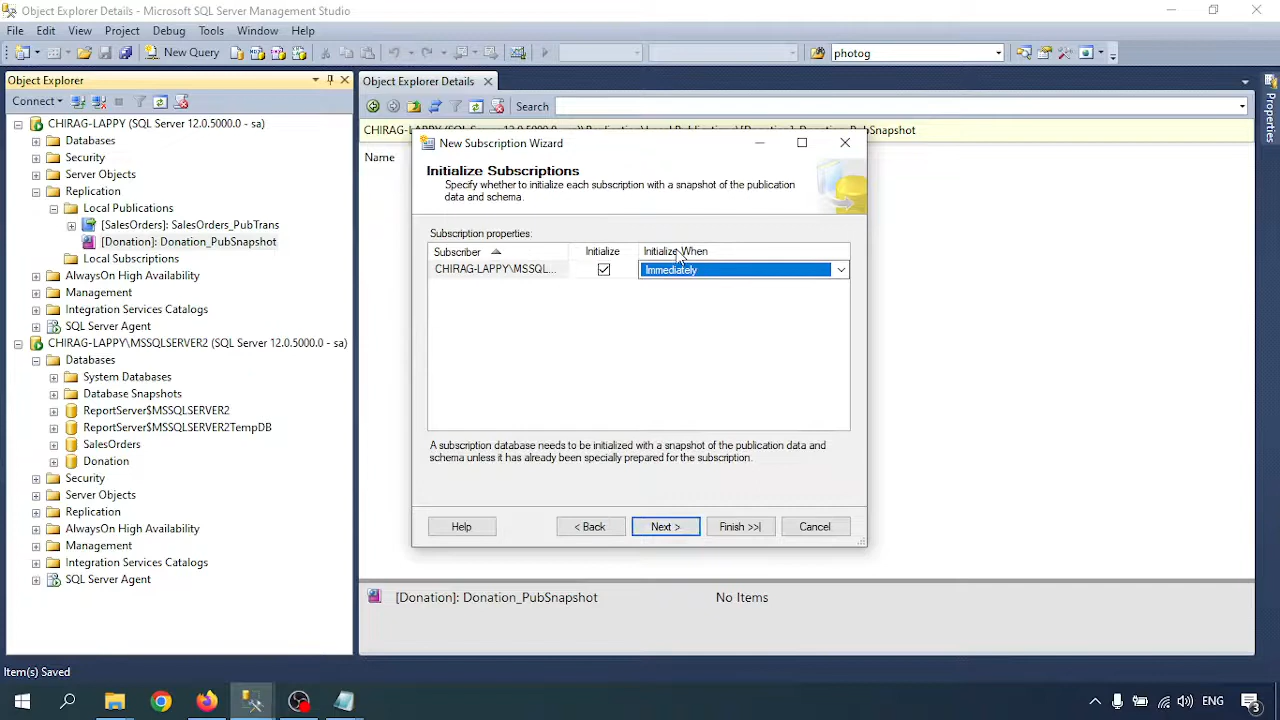 Object Explorer Details - Microsoft SQL Server Management Studio
File Edit View Project Debug Tools Window Help
New Query
photog
Object Explorer
Connect
CHIRAG-LAPPY (SQL Server 12.0.5000.0 - sa)
Databases
Security
Server Objects
Replication
Local Publications
[SalesOrders]: SalesOrders_PubTrans
[Donation]: Donation_PubSnapshot
Local Subscriptions
AlwaysOn High Availability
Management
Integration Services Catalogs
SQL Server Agent
CHIRAG-LAPPY\MSSQLSERVER2 (SQL Server 12.0.5000.0 - sa)
Databases
System Databases
Database Snapshots
ReportServer$MSSQLSERVER2
ReportServer$MSSQLSERVER2TempDB
SalesOrders
Donation
Security
Server Objects
Replication
AlwaysOn High Availability
Management
Integration Services Catalogs
SQL Server Agent
Object Explorer Details
Search
Name
New Subscription Wizard
Initialize Subscriptions
Specify whether to initialize each subscription with a snapshot of the publication
data and schema.
Subscription properties:
Subscriber Initialize Initialize When
CHIRAG-LAPPY\MSSQL... Immediately
A subscription database needs to be initialized with a snapshot of the publication data and
schema unless it has already been specially prepared for the subscription.
Help < Back Next > Finish >>| Cancel
[Donation]: Donation_PubSnapshot No Items
Properties
Item(s) Saved
ENG
3